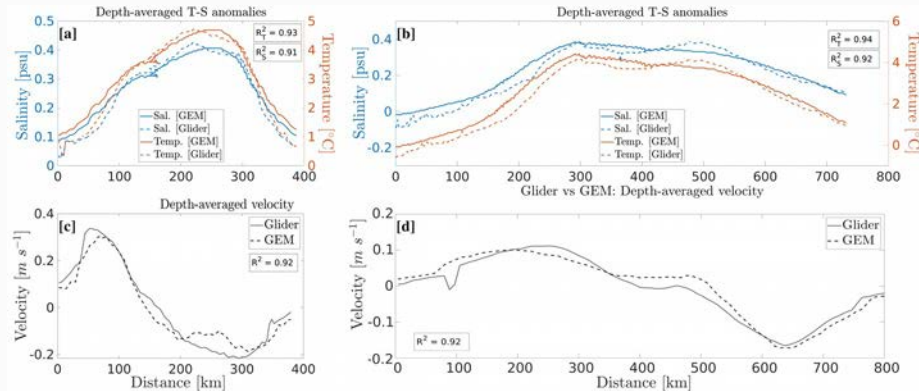 Depth-averaged T-S anomalies
[a]
R²_T = 0.93
R²_S = 0.91
Salinity [psu]
0.5
0.4
0.3
0.2
0.1
0
Temperature [°C]
5
4
3
2
1
0
Sal. [GEM]
Sal. [Glider]
Temp. [GEM]
Temp. [Glider]
0 100 200 300 400
Depth-averaged T-S anomalies
[b]
R²_T = 0.94
R²_S = 0.92
Salinity [psu]
0.4
0.2
0
-0.2
Temperature [°C]
6
4
2
0
Sal. [GEM]
Sal. [Glider]
Temp. [GEM]
Temp. [Glider]
0 100 200 300 400 500 600 700 800
Depth-averaged velocity
[c]
Glider
GEM
R² = 0.92
Velocity [m s⁻¹]
0.4
0.2
0
-0.2
0 100 200 300 400
Distance [km]
Glider vs GEM: Depth-averaged velocity
[d]
Glider
GEM
R² = 0.92
Velocity [m s⁻¹]
0.2
0.1
0
-0.1
-0.2
0 100 200 300 400 500 600 700 800
Distance [km]